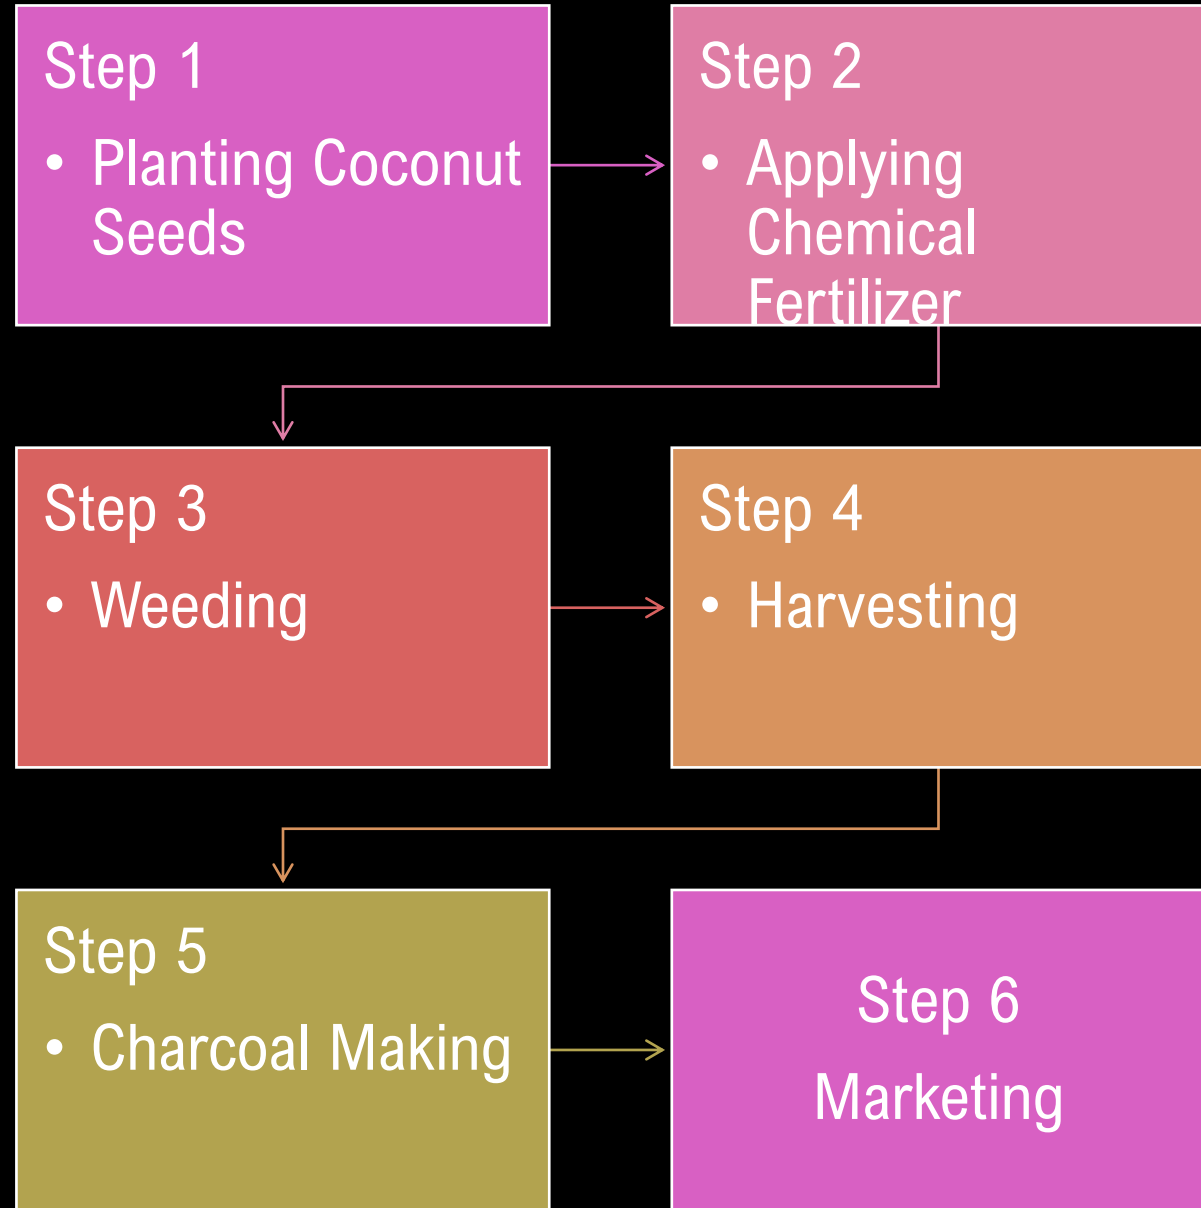 Step 1
• Planting Coconut
Seeds
Step 2
• Applying
Chemical
Fertilizer
Step 3
• Weeding
Step 4
• Harvesting
Step 5
• Charcoal Making
Step 6
Marketing